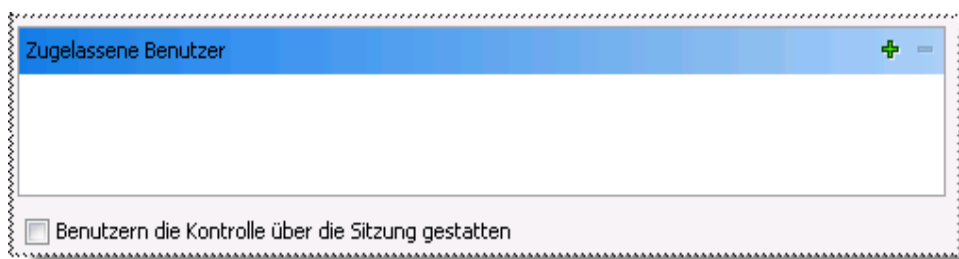 Zugelassene Benutzer
Benutzern die Kontrolle über die Sitzung gestatten